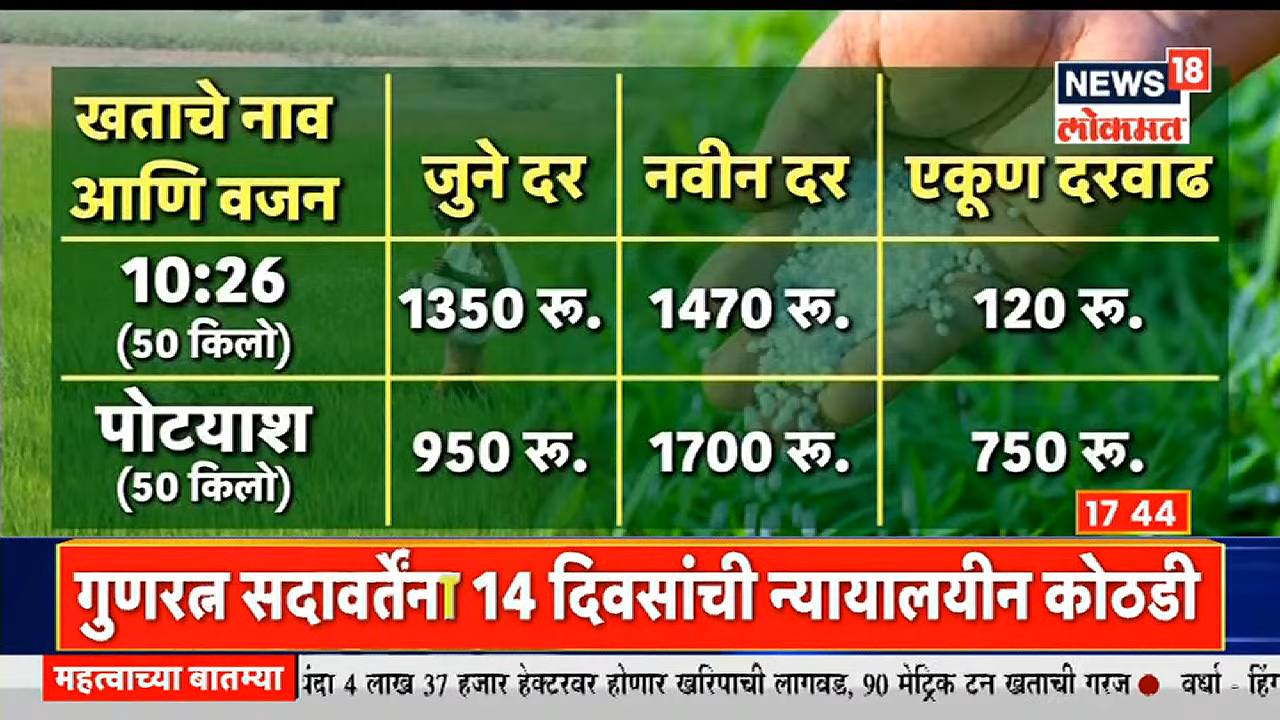 NEWS 18
लोकमत
खताचे नाव
आणि वजन
जुने दर
नवीन दर
एकूण दरवाढ
10:26
(50 किलो)
1350 रू.
1470 रू.
120 रू.
पोटयाश
(50 किलो)
950 रू.
1700 रू.
750 रू.
17 44
गुणरत्न सदावर्तेंना 14 दिवसांची न्यायालयीन कोठडी
महत्वाच्या बातम्या
4 लाख 37 हजार हेक्टरवर होणार खरिपाची लागवड, 90 मेट्रिक टन खताची गरज ● वर्धा -